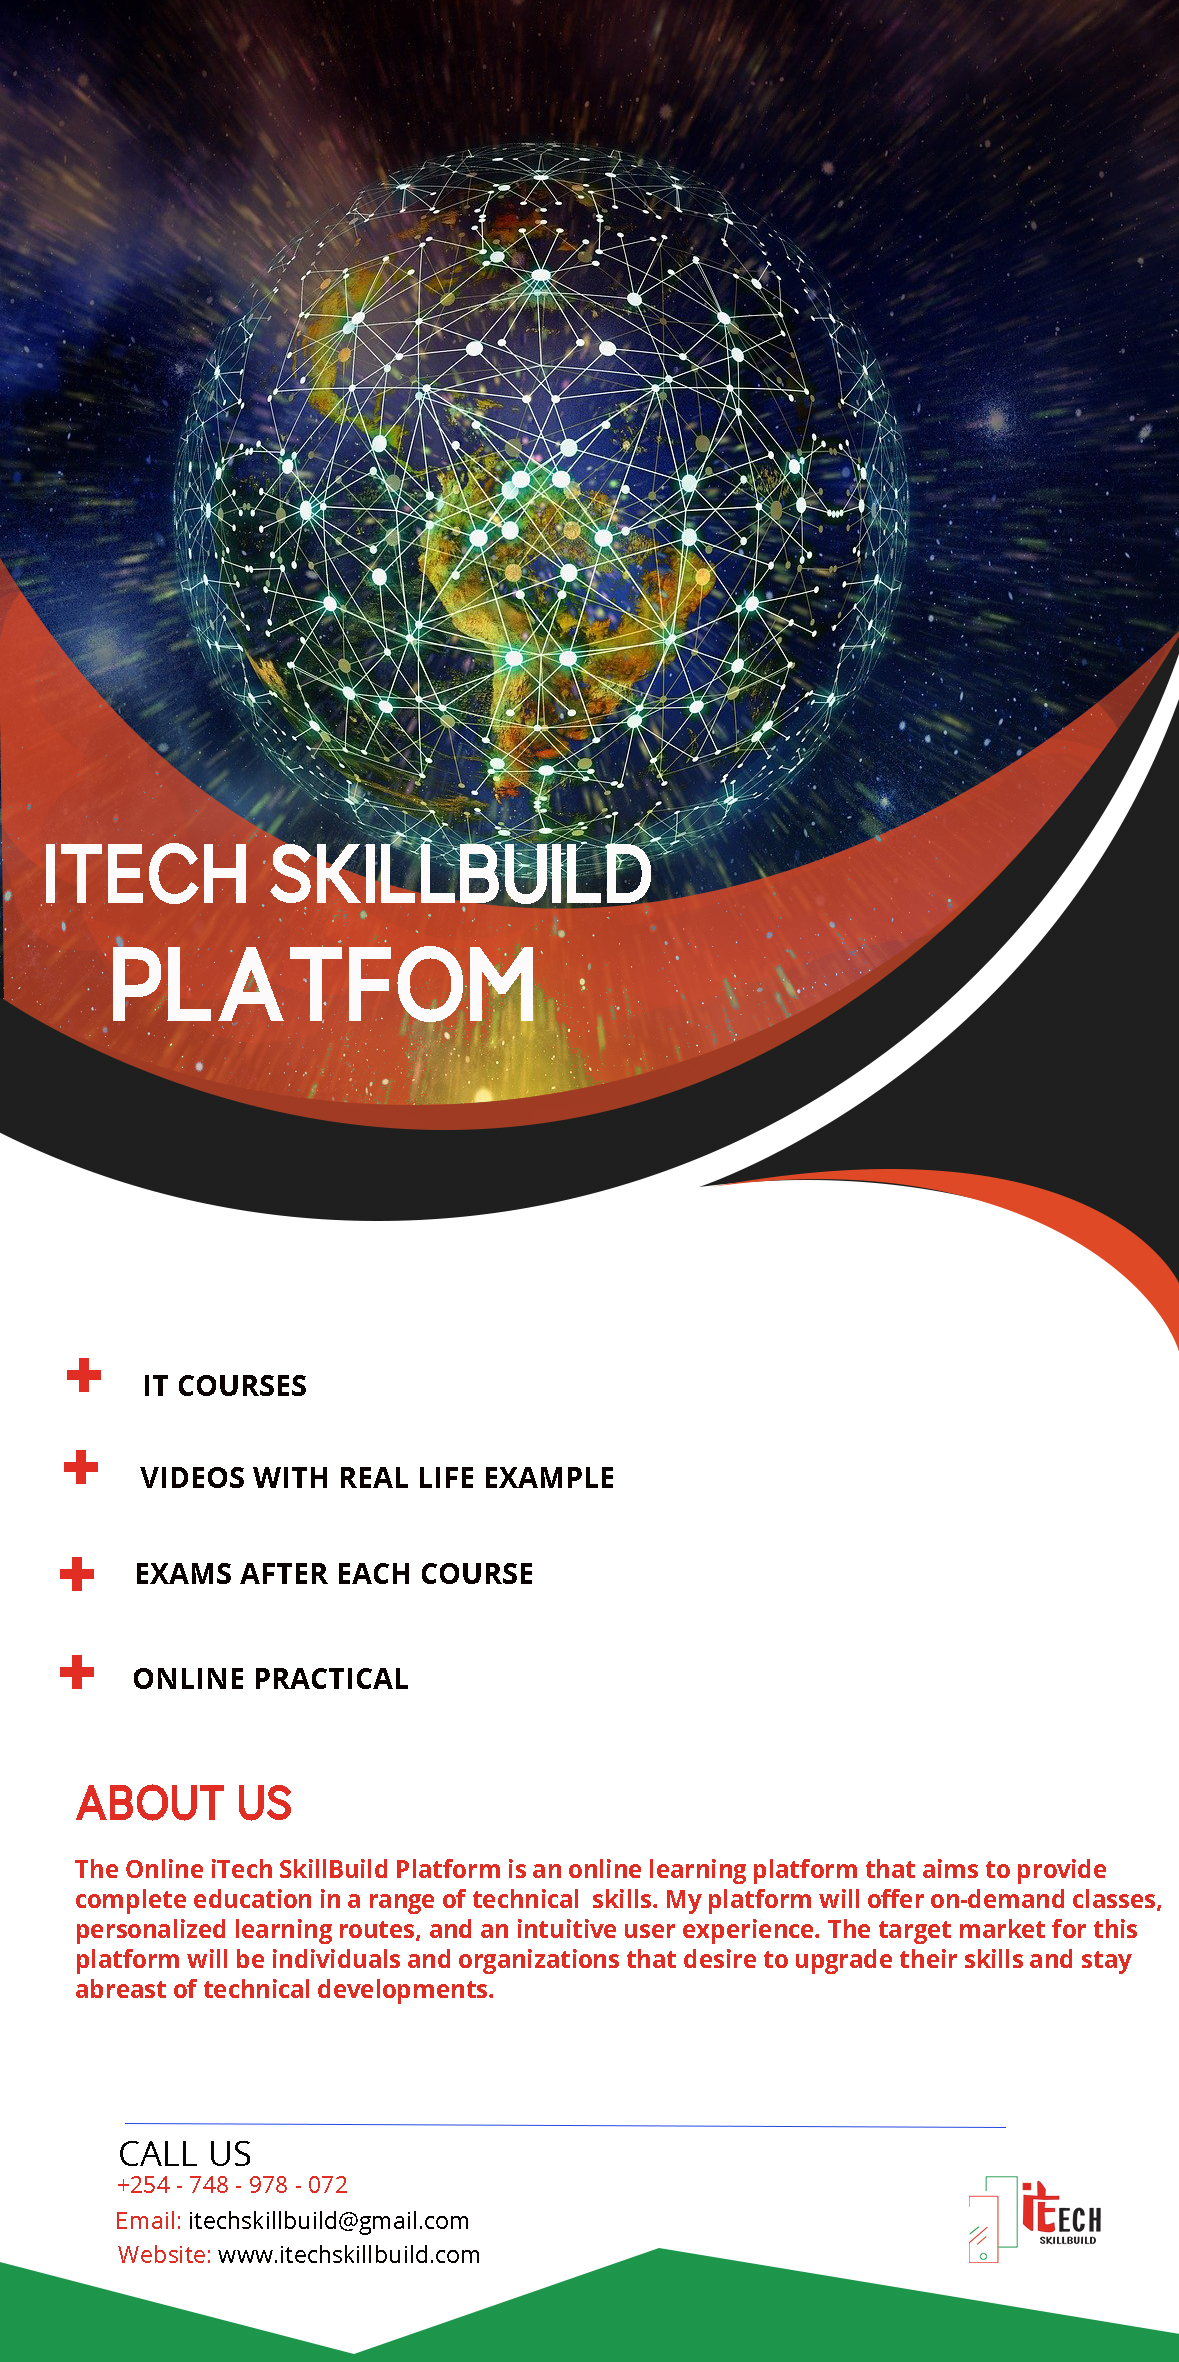 ITECH SKILLBUILD
PLATFOM
IT COURSES
VIDEOS WITH REAL LIFE EXAMPLE
EXAMS AFTER EACH COURSE
ONLINE PRACTICAL
ABOUT US
The Online iTech SkillBuild Platform is an online learning platform that aims to provide
complete education in a range of technical  skills. My platform will offer on-demand classes,
personalized learning routes, and an intuitive user experience. The target market for this
platform will be individuals and organizations that desire to upgrade their skills and stay
abreast of technical developments.
CALL US
+254 - 748 - 978 - 072
Email: itechskillbuild@gmail.com
Website: www.itechskillbuild.com
itECH
SKILLBUILD